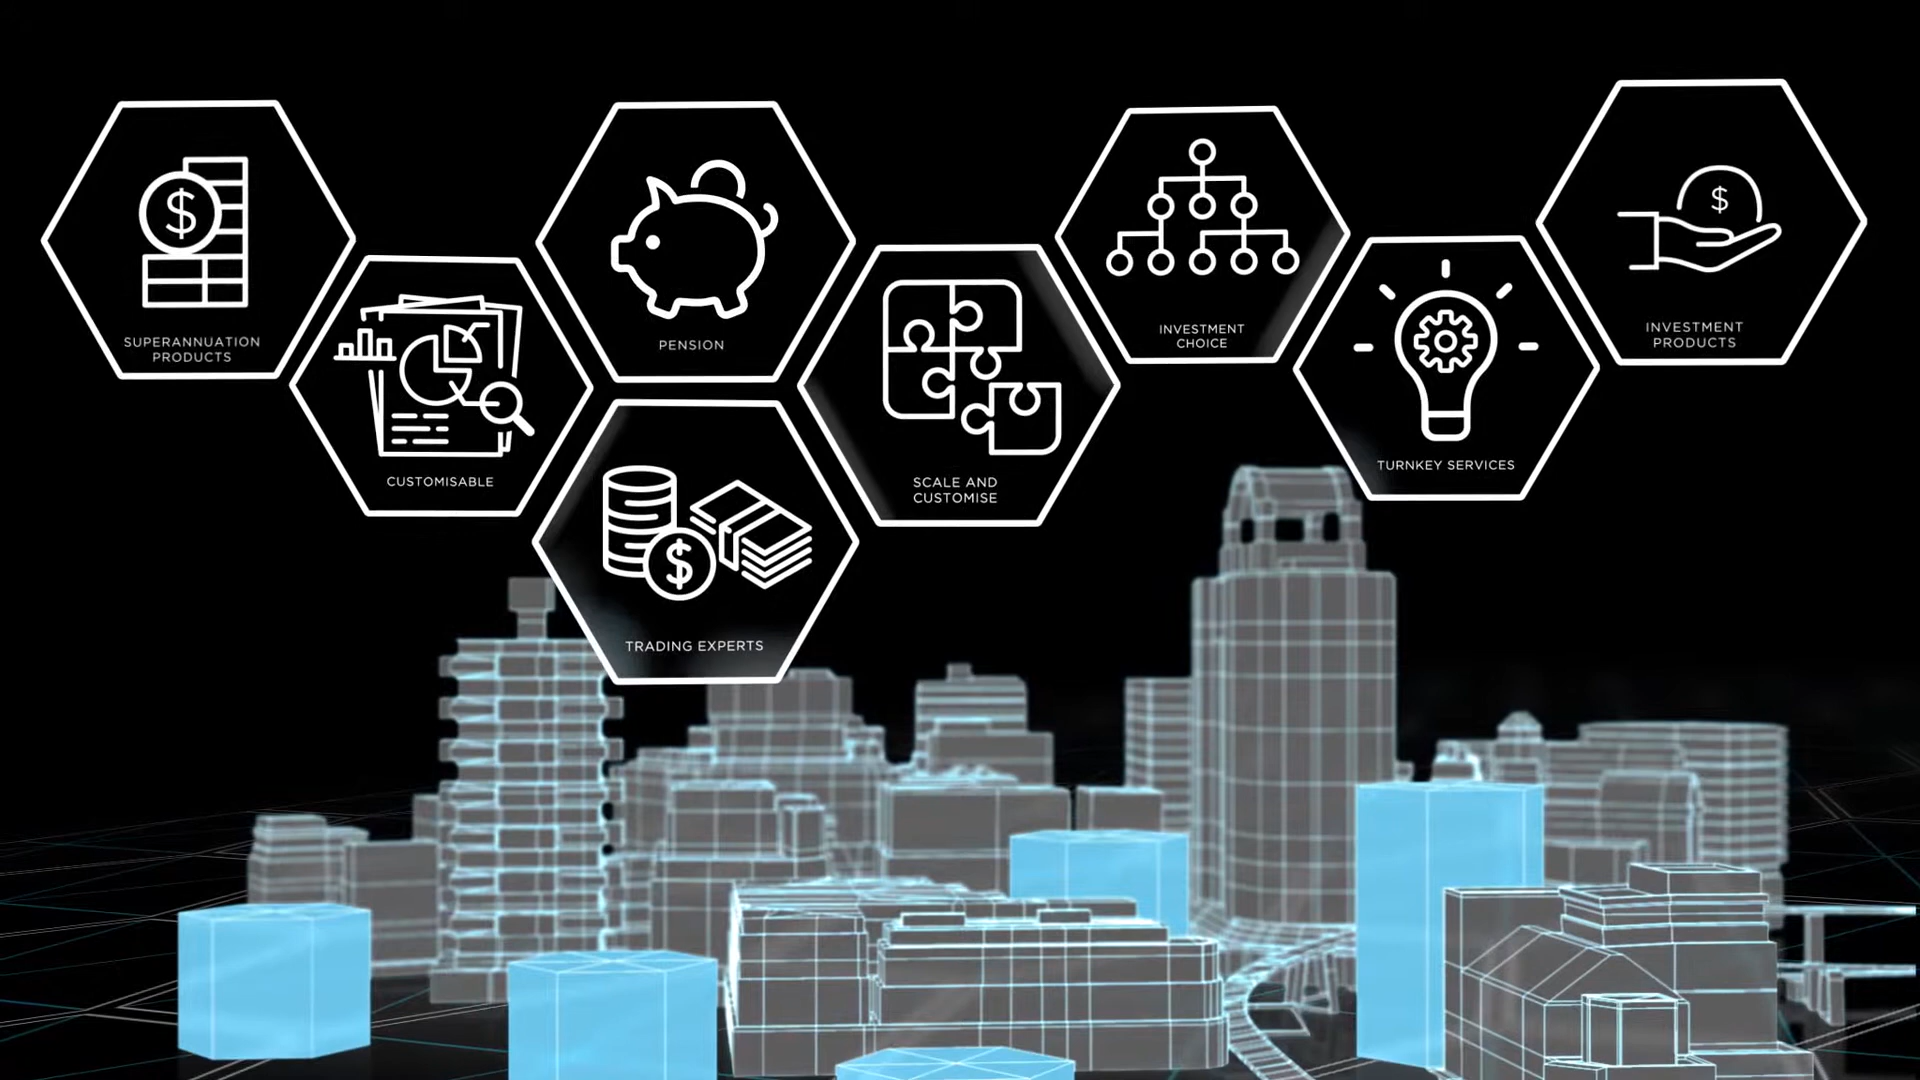 SUPERANNUATION
PRODUCTS
CUSTOMISABLE
PENSION
TRADING EXPERTS
SCALE AND
CUSTOMISE
INVESTMENT
CHOICE
TURNKEY SERVICES
INVESTMENT
PRODUCTS